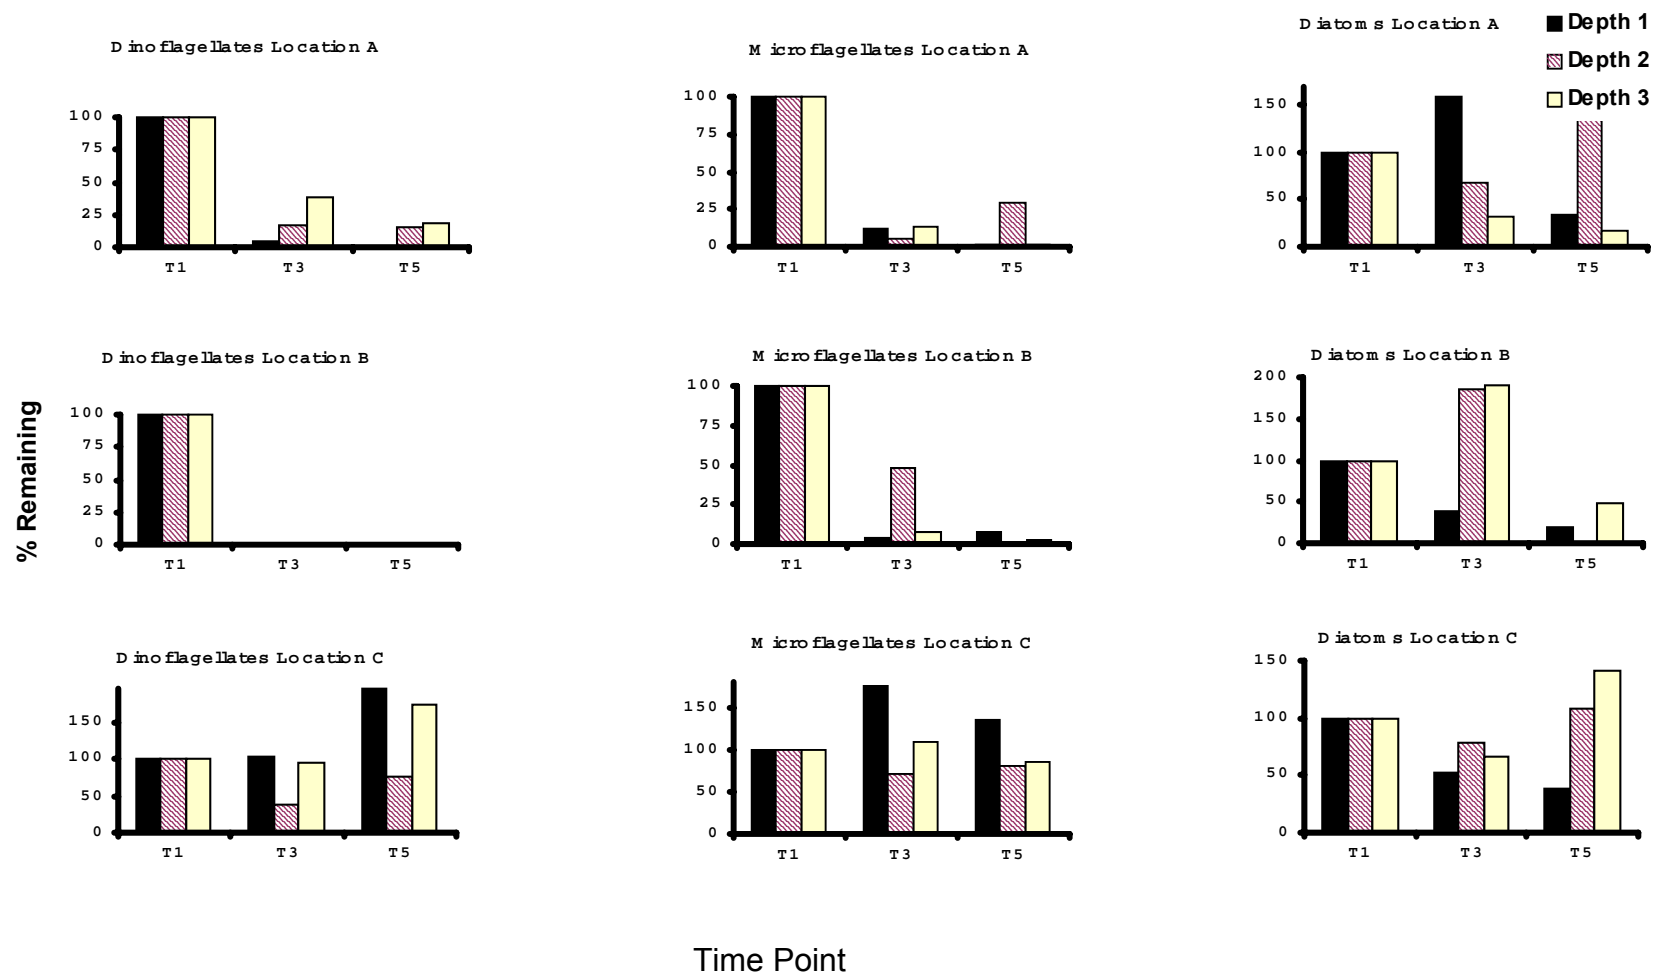 Dinoflagellates Location A
100
75
50
25
0
T1 T3 T5
Microflagellates Location A
100
75
50
25
0
T1 T3 T5
Diatoms Location A
150
100
50
0
T1 T3 T5
Depth 1
Depth 2
Depth 3
Dinoflagellates Location B
100
75
50
25
0
T1 T3 T5
Microflagellates Location B
100
75
50
25
0
T1 T3 T5
Diatoms Location B
200
150
100
50
0
T1 T3 T5
% Remaining
Dinoflagellates Location C
150
100
50
0
T1 T3 T5
Microflagellates Location C
150
100
50
0
T1 T3 T5
Diatoms Location C
150
100
50
0
T1 T3 T5
Time Point